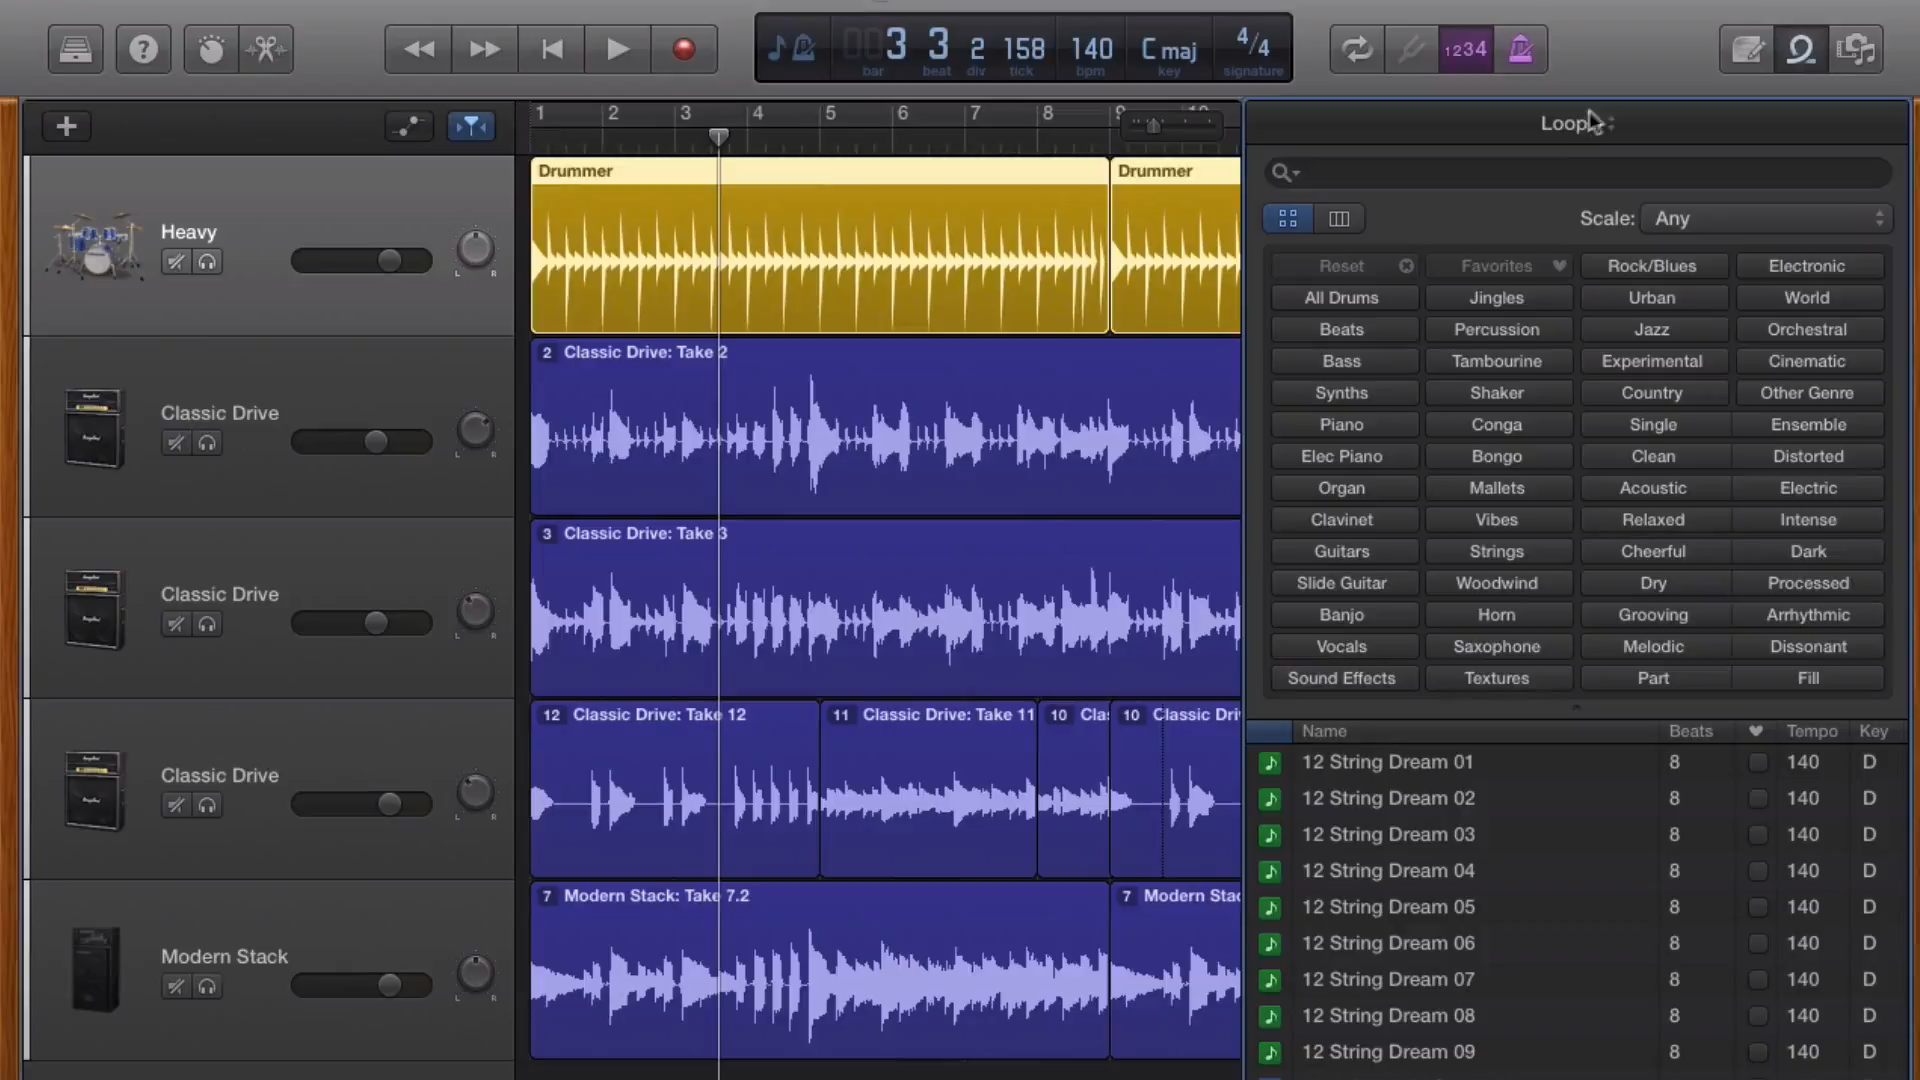 00 3 3 2 158 140 C maj 4/4
bar beat div tick bpm key signature
1234
1 2 3 4 5 6 7 8 9 10
Loop
Drummer Drummer
Heavy
L R
Scale: Any
Reset Favorites Rock/Blues Electronic
All Drums Jingles Urban World
Beats Percussion Jazz Orchestral
Bass Tambourine Experimental Cinematic
Synths Shaker Country Other Genre
Piano Conga Single Ensemble
Elec Piano Bongo Clean Distorted
Organ Mallets Acoustic Electric
Clavinet Vibes Relaxed Intense
Guitars Strings Cheerful Dark
Slide Guitar Woodwind Dry Processed
Banjo Horn Grooving Arrhythmic
Vocals Saxophone Melodic Dissonant
Sound Effects Textures Part Fill
2 Classic Drive: Take 2
Classic Drive
L R
3 Classic Drive: Take 3
Classic Drive
L R
12 Classic Drive: Take 12 11 Classic Drive: Take 11 10 Clas 10 Classic Driv
Classic Drive
L R
7 Modern Stack: Take 7.2 7 Modern Stac
Modern Stack
L R
Name Beats Tempo Key
12 String Dream 01 8 140 D
12 String Dream 02 8 140 D
12 String Dream 03 8 140 D
12 String Dream 04 8 140 D
12 String Dream 05 8 140 D
12 String Dream 06 8 140 D
12 String Dream 07 8 140 D
12 String Dream 08 8 140 D
12 String Dream 09 8 140 D